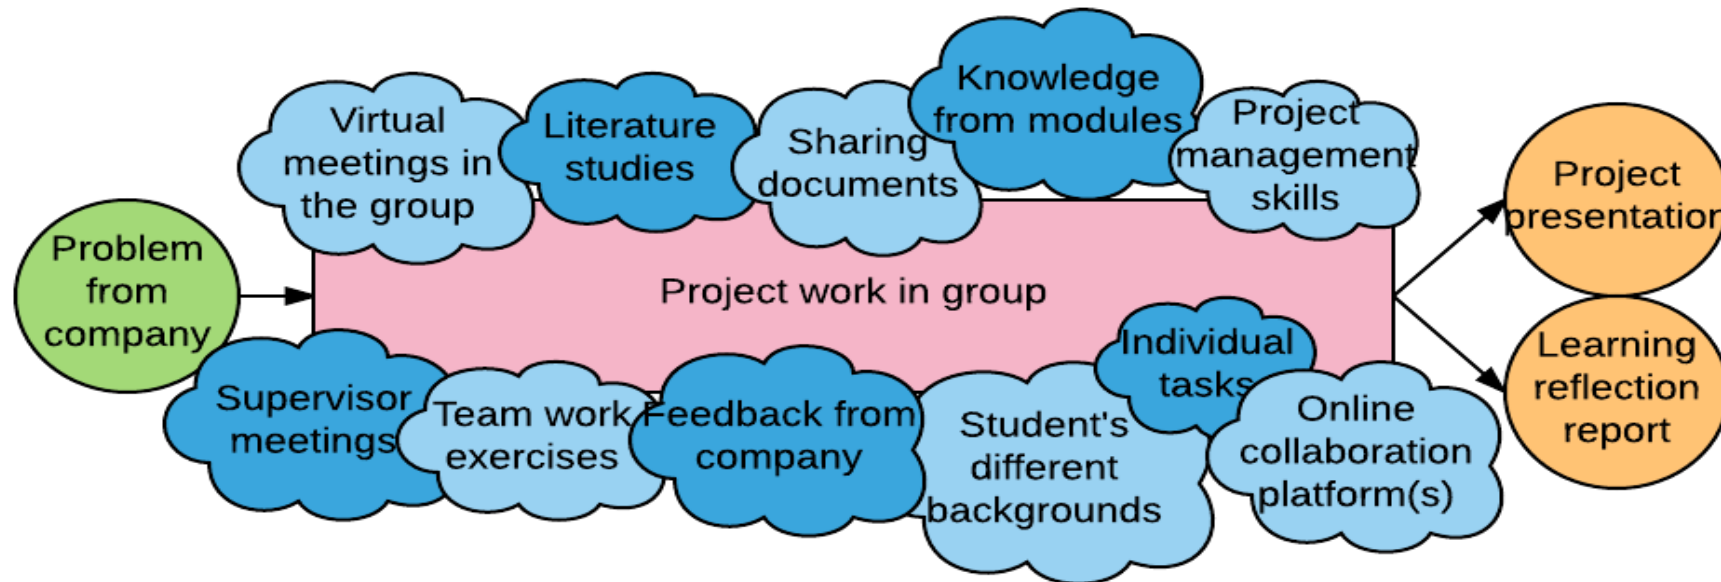 Problem
from
company
Virtual
meetings in
the group
Literature
studies
Sharing
documents
Knowledge
from modules
Project
management
skills
Project work in group
Supervisor
meetings
Team work
exercises
Feedback from
company
Student's
different
backgrounds
Individual
tasks
Online
collaboration
platform(s)
Project
presentation
Learning
reflection
report